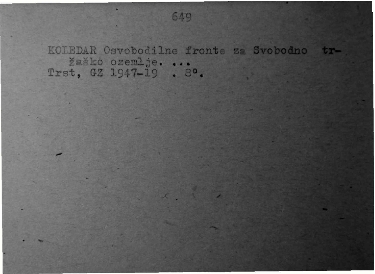 649
KOLEDAR Osvobodilne fronte za Svobodno tr-
žaško ozemlje. ...
Trst, GZ 1947-19 . 8°.